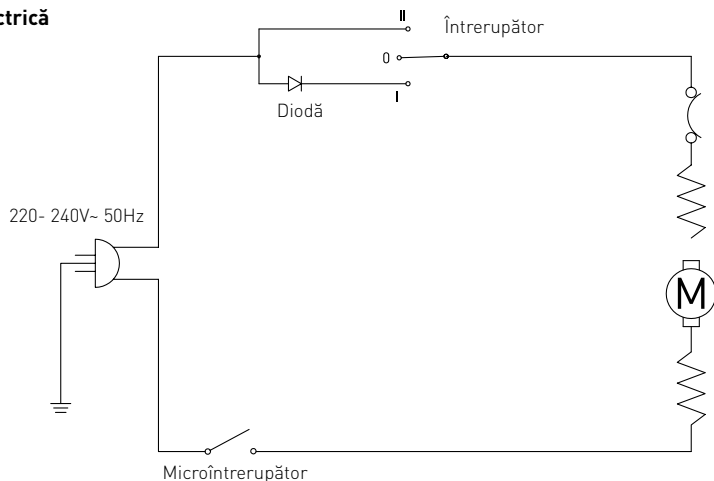 ctrică
II
Întrerupător
0
I
Diodă
220- 240V~ 50Hz
M
Microîntrerupător